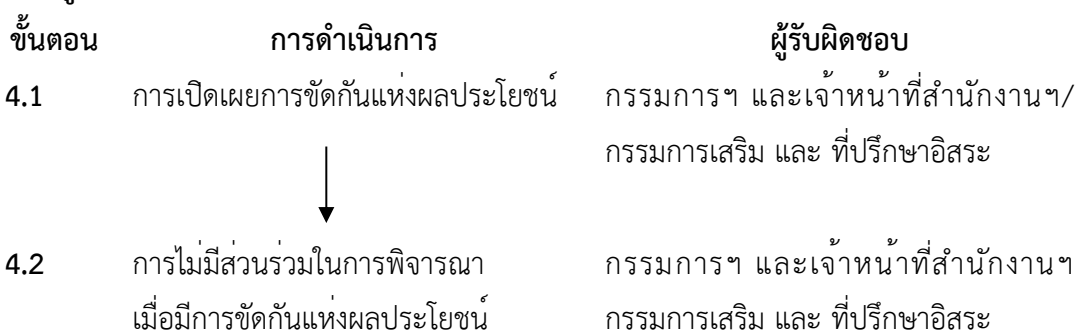 ขั้นตอน การดำเนินการ ผู้รับผิดชอบ
4.1 การเปิดเผยการขัดกันแห่งผลประโยชน์ กรรมการฯ และเจ้าหน้าที่สำนักงานฯ/
กรรมการเสริม และ ที่ปรึกษาอิสระ
4.2 การไม่มีส่วนร่วมในการพิจารณา กรรมการฯ และเจ้าหน้าที่สำนักงานฯ
เมื่อมีการขัดกันแห่งผลประโยชน์ กรรมการเสริม และ ที่ปรึกษาอิสระ